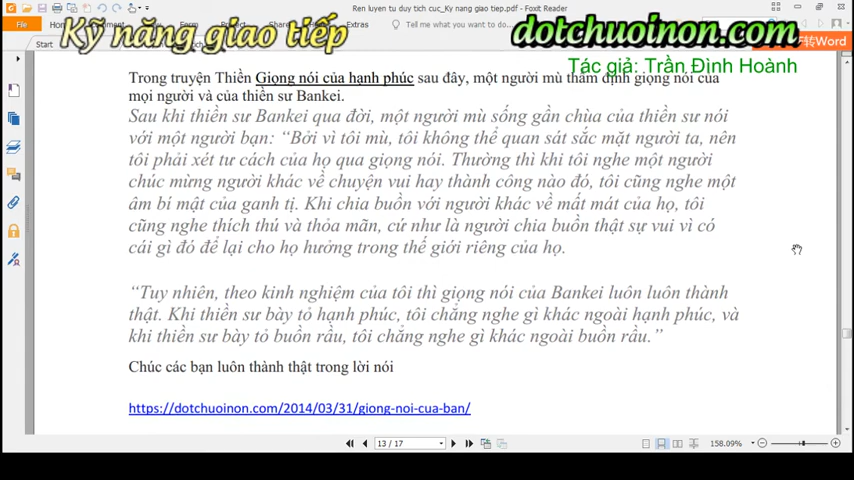 Ren luyen tu duy tich cuc_Ky nang giao tiep.pdf - Foxit Reader
File
Extras
Tell me what you want to do...
Kỹ năng giao tiếp
dotchuoinon.com
Start
转Word
Tác giả: Trần Đình Hoành
Trong truyện Thiền Giọng nói của hạnh phúc sau đây, một người mù thẩm định giọng nói của
mọi người và của thiền sư Bankei.
Sau khi thiền sư Bankei qua đời, một người mù sống gần chùa của thiền sư nói
với một người bạn: “Bởi vì tôi mù, tôi không thể quan sát sắc mặt người ta, nên
tôi phải xét tư cách của họ qua giọng nói. Thường thì khi tôi nghe một người
chúc mừng người khác về chuyện vui hay thành công nào đó, tôi cũng nghe một
âm bí mật của ganh tị. Khi chia buồn với người khác về mất mát của họ, tôi
cũng nghe thích thú và thỏa mãn, cứ như là người chia buồn thật sự vui vì có
cái gì đó để lại cho họ hưởng trong thế giới riêng của họ.
“Tuy nhiên, theo kinh nghiệm của tôi thì giọng nói của Bankei luôn luôn thành
thật. Khi thiền sư bày tỏ hạnh phúc, tôi chẳng nghe gì khác ngoài hạnh phúc, và
khi thiền sư bày tỏ buồn rầu, tôi chẳng nghe gì khác ngoài buồn rầu.”
Chúc các bạn luôn thành thật trong lời nói
https://dotchuoinon.com/2014/03/31/giong-noi-cua-ban/
13 / 17
158.09%